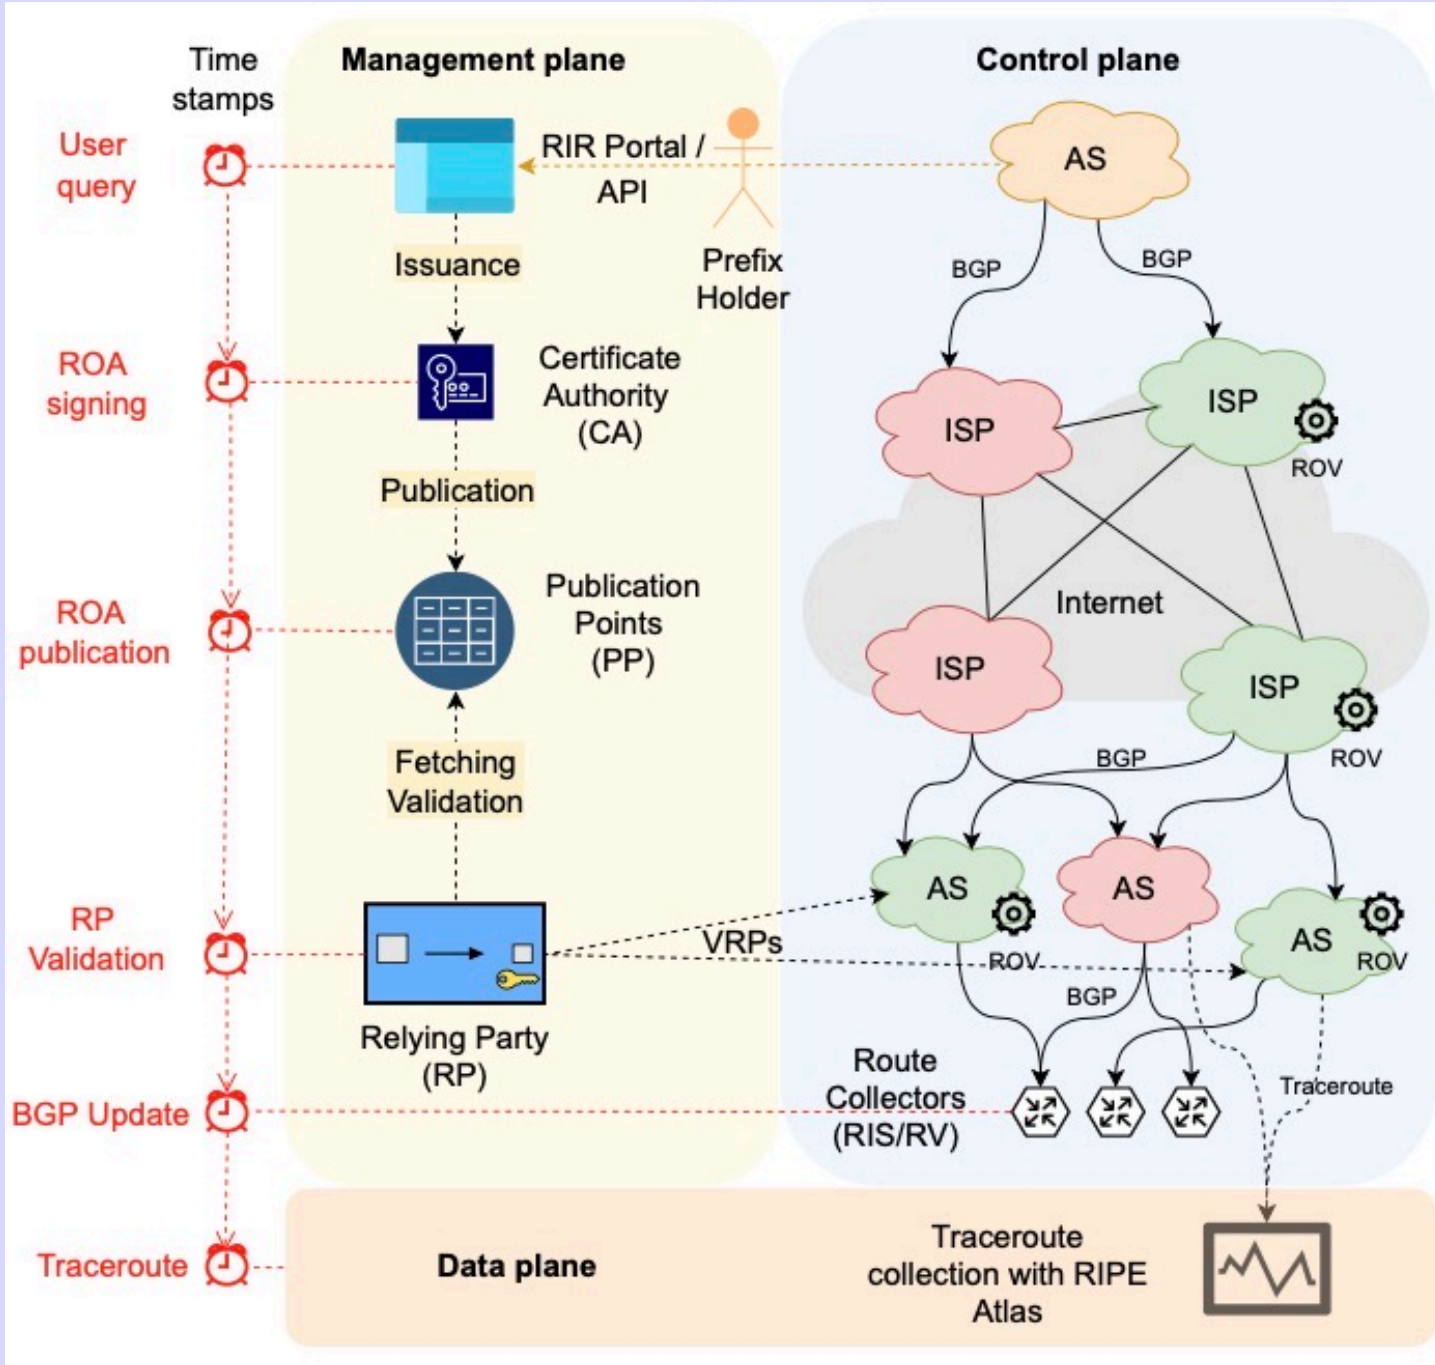 Time
stamps
Management plane
Control plane
User
query
RIR Portal /
API
AS
Prefix
Holder
Issuance
BGP
BGP
ROA
signing
Certificate
Authority
(CA)
ISP
ISP
ROV
Publication
ROA
publication
Publication
Points
(PP)
Internet
ISP
ISP
ROV
Fetching
Validation
BGP
RP
Validation
VRPs
AS
ROV
AS
AS
ROV
Relying Party
(RP)
BGP
BGP Update
Route
Collectors
(RIS/RV)
Traceroute
Traceroute
Data plane
Traceroute
collection with RIPE
Atlas